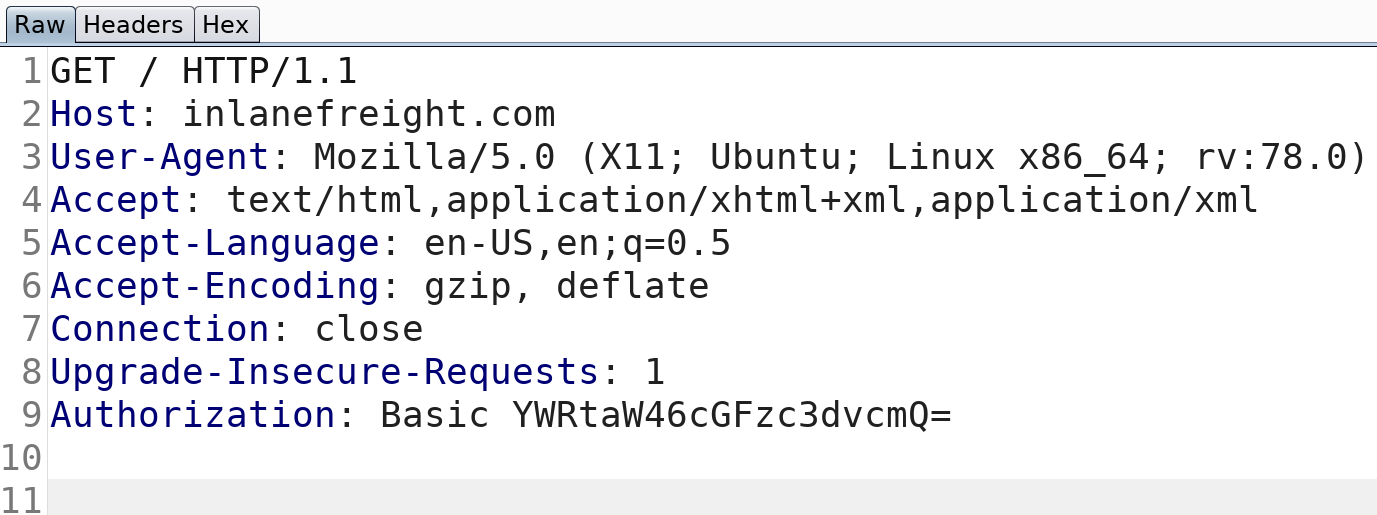 Raw Headers Hex
1 GET / HTTP/1.1
2 Host: inlanefreight.com
3 User-Agent: Mozilla/5.0 (X11; Ubuntu; Linux x86_64; rv:78.0)
4 Accept: text/html,application/xhtml+xml,application/xml
5 Accept-Language: en-US,en;q=0.5
6 Accept-Encoding: gzip, deflate
7 Connection: close
8 Upgrade-Insecure-Requests: 1
9 Authorization: Basic YWRtaW46cGFzc3dvcmQ=
10
11